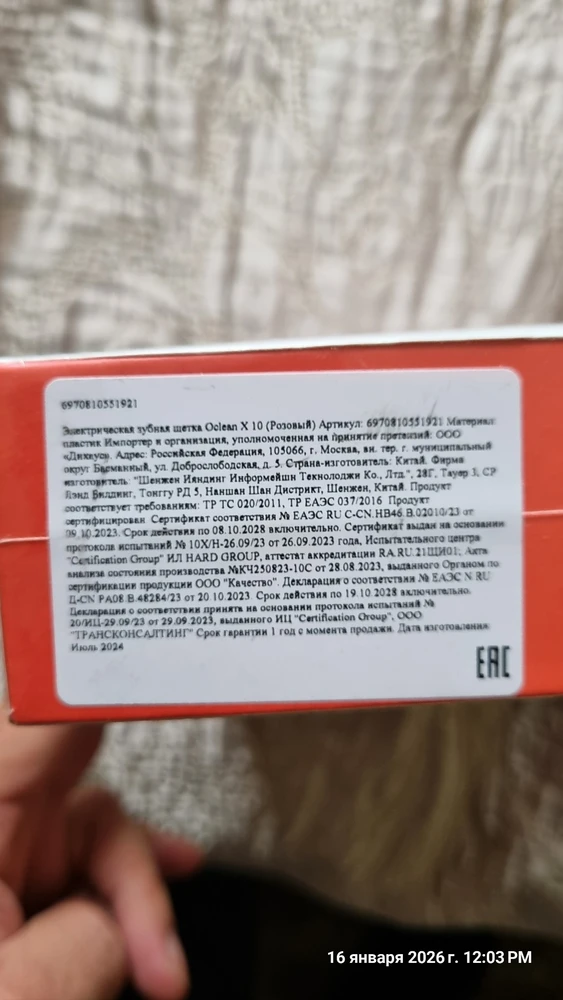 6970810551921
Электрическая зубная щетка Oclean X 10 (Розовый) Артикул: 6970810551921 Материал:
пластик Импортер и организация, уполномоченная на принятие претензий: ООО
«Дихаус». Адрес: Российская Федерация, 105066, г. Москва, вн. тер. г. муниципальный
округ Басманный, ул. Доброслободская, д. 5. Страна-изготовитель: Китай. Фирма
изготовитель: "Шенжен Ияндинг Информейшн Текнолоджи Ко., Лтд.", 28Г, Тауер 3, СР
Лэнд Билдинг, Тонггу РД 5, Наншан Шан Дистрикт, Шенжен, Китай. Продукт
соответствует требованиям: ТР ТС 020/2011, ТР ЕАЭС 037/2016 Продукт
сертифицирован Сертификат соответствия № ЕАЭС RU C-CN.НВ46.В.02010/23 от
09.10.2023. Срок действия по 08.10.2028 включительно. Сертификат выдан на основании
протокола испытаний № 10Х/Н-26.09/23 от 26.09.2023 года, Испытательного центра
"Certification Group" ИЛ HARD GROUP, аттестат аккредитации RA.RU.21ЩИ01; Акта
анализа состояния производства №КЧ250823-10С от 28.08.2023, выданного Органом по
сертификации продукции ООО "Качество". Декларация о соответствии № ЕАЭС N RU
Д-CN РА08.В.48284/23 от 20.10.2023 Срок действия по 19.10.2028 включительно.
Декларация о соответствии принята на основании протокола испытаний №
20/ИЦ-29.09/23 от 29.09.2023, выданного ИЦ "Certification Group", ООО
"ТРАНСКОНСАЛТИНГ" Срок гарантии 1 год с момента продажи. Дата изготовления:
Июль 2024
EAC
16 января 2026 г. 12:03 PM